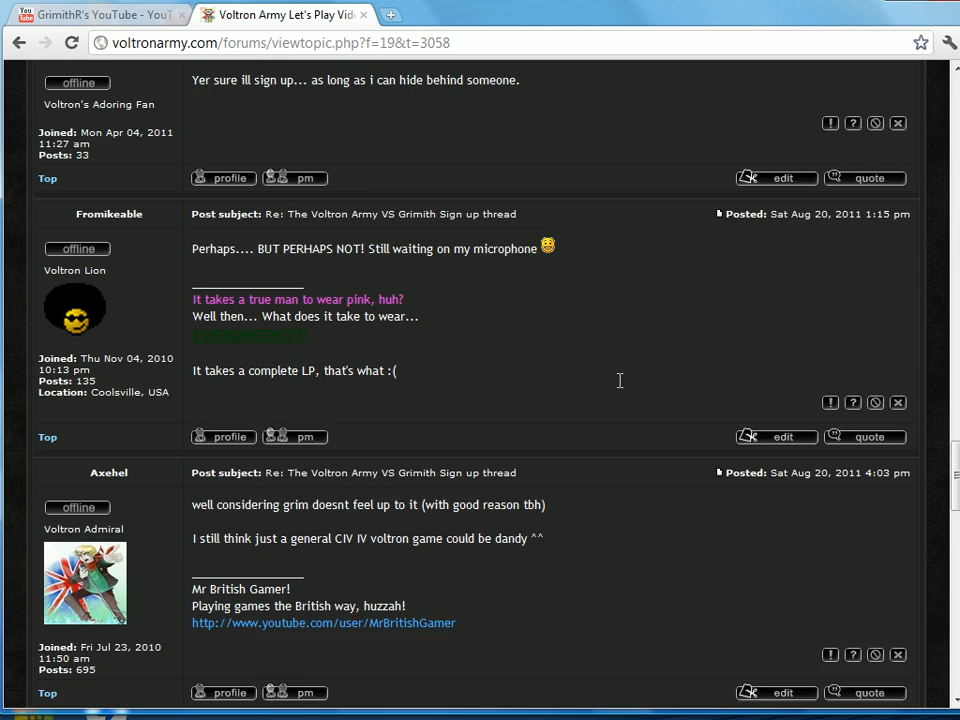 GrimithR's YouTube - YouT
Voltron Army Let's Play Vid
voltronarmy.com/forums/viewtopic.php?f=19&t=3058
offline
Voltron's Adoring Fan
Joined: Mon Apr 04, 2011
11:27 am
Posts: 33
Yer sure ill sign up... as long as i can hide behind someone.
Top
profile pm edit quote
Fromikeable
Post subject: Re: The Voltron Army VS Grimith Sign up thread
Posted: Sat Aug 20, 2011 1:15 pm
offline
Voltron Lion
Joined: Thu Nov 04, 2010
10:13 pm
Posts: 135
Location: Coolsville, USA
Perhaps.... BUT PERHAPS NOT! Still waiting on my microphone
It takes a true man to wear pink, huh?
Well then... What does it take to wear...
It takes a complete LP, that's what :(
Top
profile pm edit quote
Axehel
Post subject: Re: The Voltron Army VS Grimith Sign up thread
Posted: Sat Aug 20, 2011 4:03 pm
offline
Voltron Admiral
Joined: Fri Jul 23, 2010
11:50 am
Posts: 695
well considering grim doesnt feel up to it (with good reason tbh)
I still think just a general CIV IV voltron game could be dandy ^^
Mr British Gamer!
Playing games the British way, huzzah!
http://www.youtube.com/user/MrBritishGamer
Top
profile pm edit quote